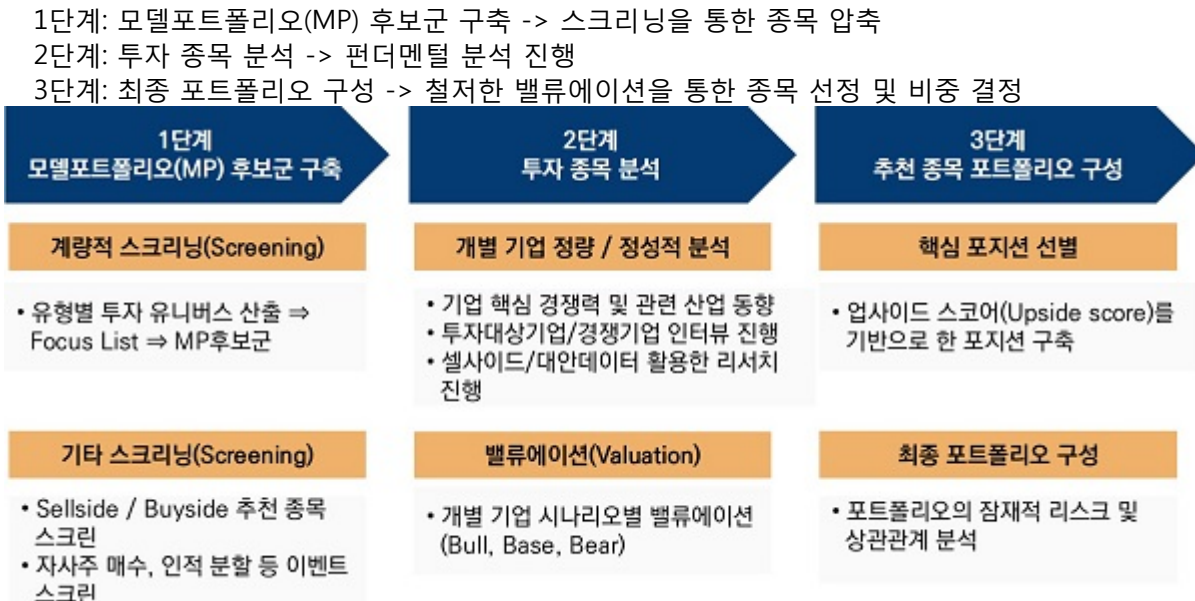 1단계: 모델포트폴리오(MP) 후보군 구축 -> 스크리닝을 통한 종목 압축
2단계: 투자 종목 분석 -> 펀더멘털 분석 진행
3단계: 최종 포트폴리오 구성 -> 철저한 밸류에이션을 통한 종목 선정 및 비중 결정
1단계
모델포트폴리오(MP) 후보군 구축
계량적 스크리닝(Screening)
• 유형별 투자 유니버스 산출 ⇒
Focus List ⇒ MP후보군
기타 스크리닝(Screening)
• Sellside / Buyside 추천 종목
스크린
• 자사주 매수, 인적 분할 등 이벤트
스크린
2단계
투자 종목 분석
개별 기업 정량 / 정성적 분석
• 기업 핵심 경쟁력 및 관련 산업 동향
• 투자대상기업/경쟁기업 인터뷰 진행
• 셀사이드/대안데이터 활용한 리서치
진행
밸류에이션(Valuation)
• 개별 기업 시나리오별 밸류에이션
(Bull, Base, Bear)
3단계
추천 종목 포트폴리오 구성
핵심 포지션 선별
• 업사이드 스코어(Upside score)를
기반으로 한 포지션 구축
최종 포트폴리오 구성
• 포트폴리오의 잠재적 리스크 및
상관관계 분석